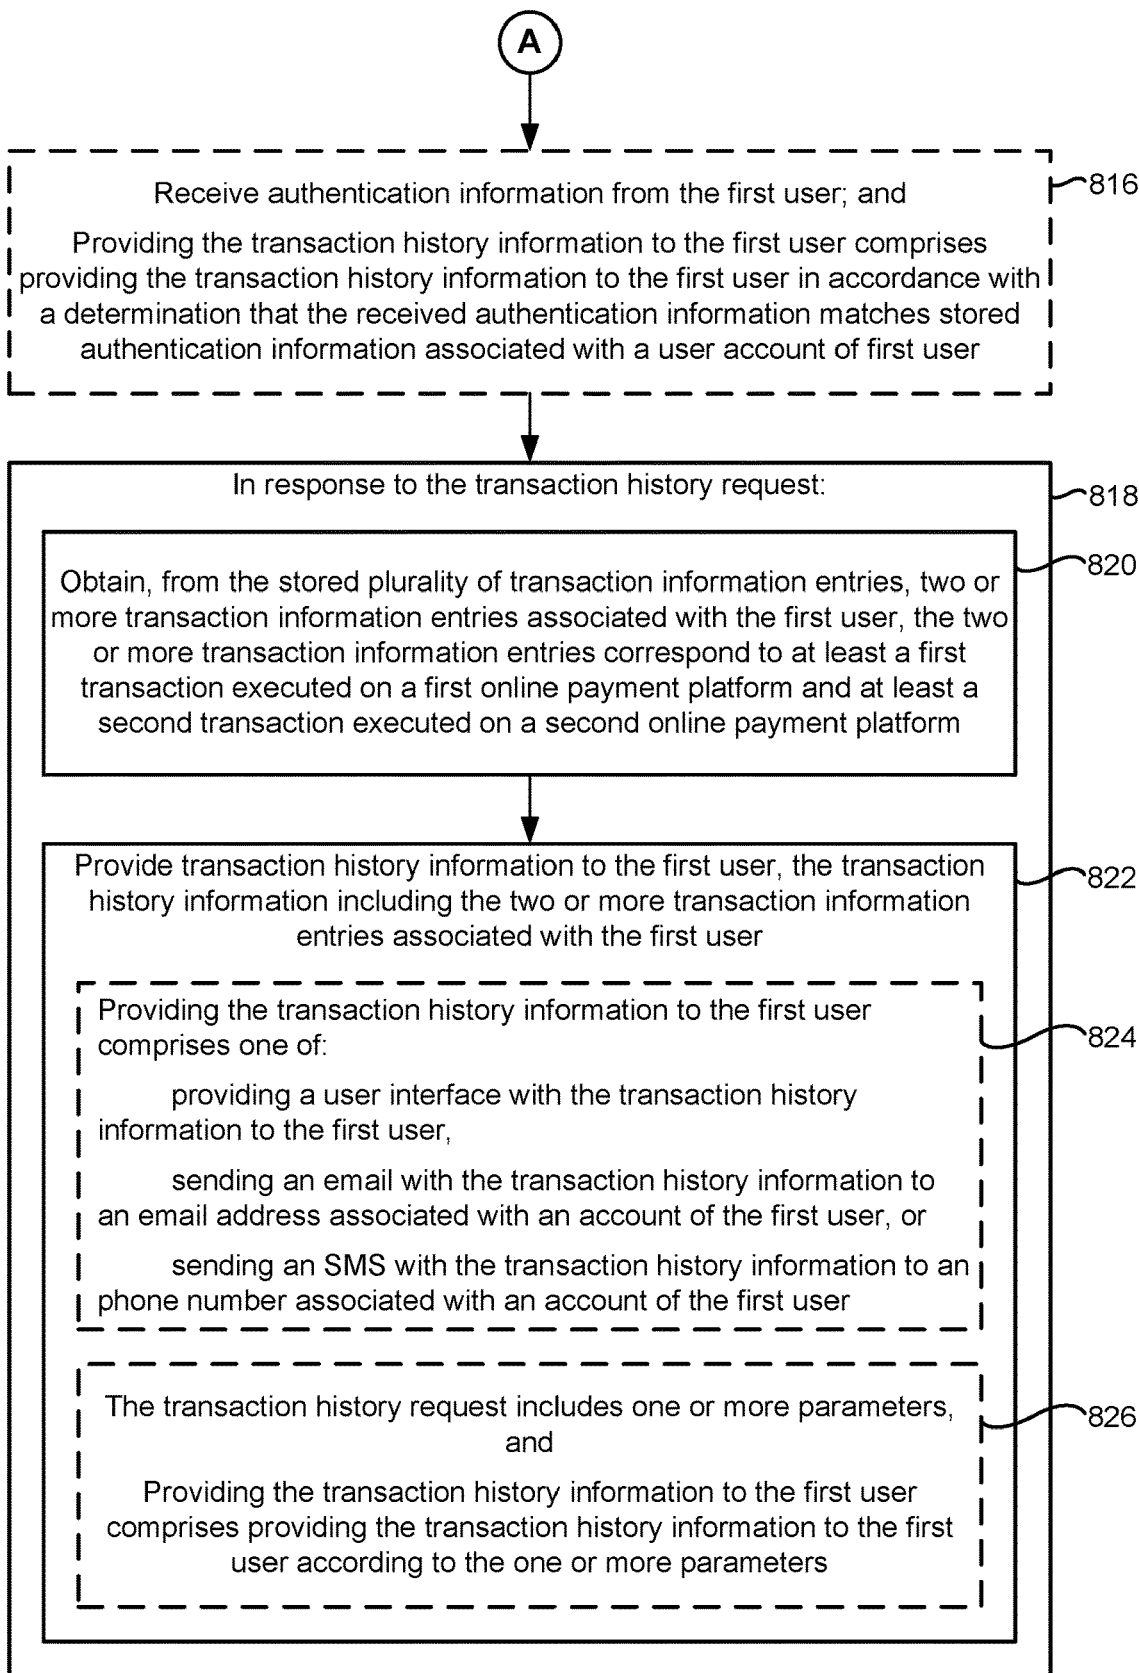 A
Receive authentication information from the first user; and
816
Providing the transaction history information to the first user comprises
providing the transaction history information to the first user in accordance with
a determination that the received authentication information matches stored
authentication information associated with a user account of first user
In response to the transaction history request:
818
Obtain, from the stored plurality of transaction information entries, two or
820
more transaction information entries associated with the first user, the two
or more transaction information entries correspond to at least a first
transaction executed on a first online payment platform and at least a
second transaction executed on a second online payment platform
Provide transaction history information to the first user, the transaction
822
history information including the two or more transaction information
entries associated with the first user
Providing the transaction history information to the first user
824
comprises one of:
providing a user interface with the transaction history
information to the first user,
sending an email with the transaction history information to
an email address associated with an account of the first user, or
sending an SMS with the transaction history information to an
phone number associated with an account of the first user
The transaction history request includes one or more parameters,
826
and
Providing the transaction history information to the first user
comprises providing the transaction history information to the first
user according to the one or more parameters